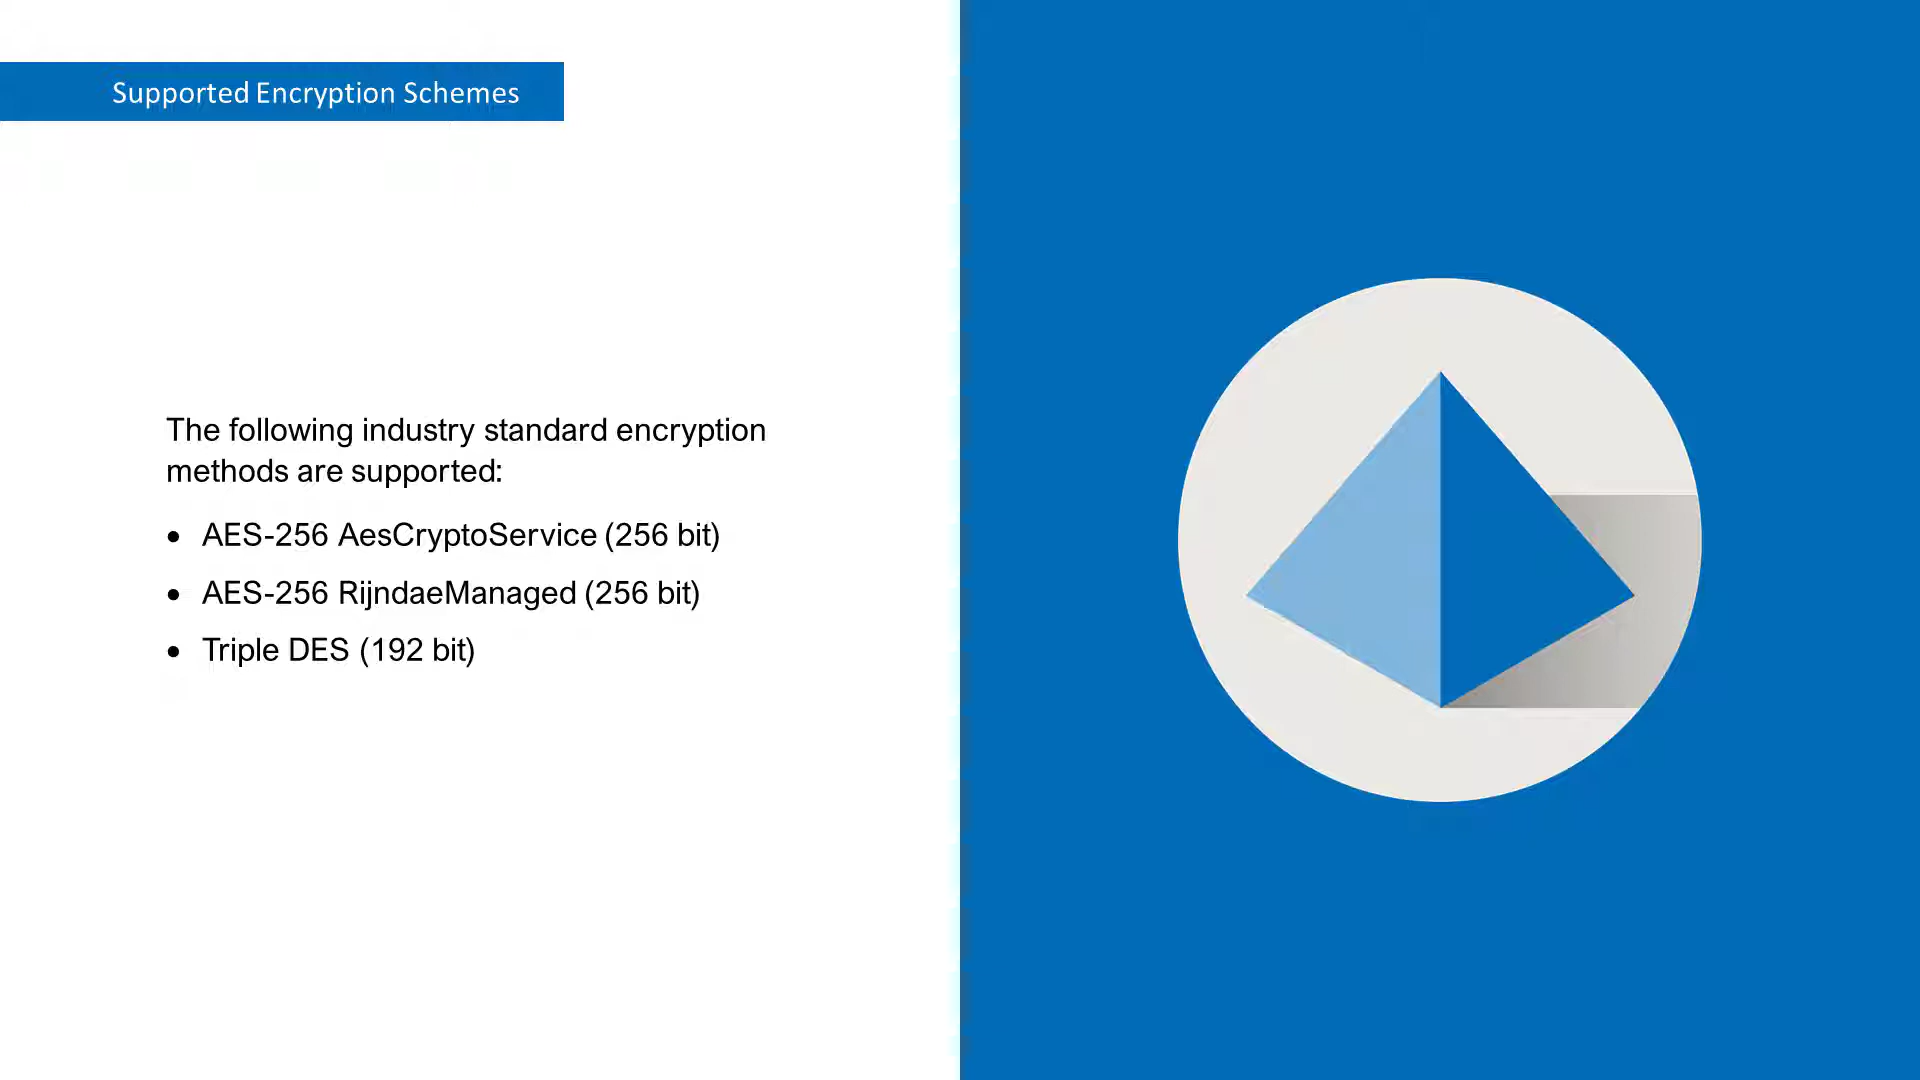 Supported Encryption Schemes
The following industry standard encryption
methods are supported:
• AES-256 AesCryptoService (256 bit)
• AES-256 RijndaeManaged (256 bit)
• Triple DES (192 bit)